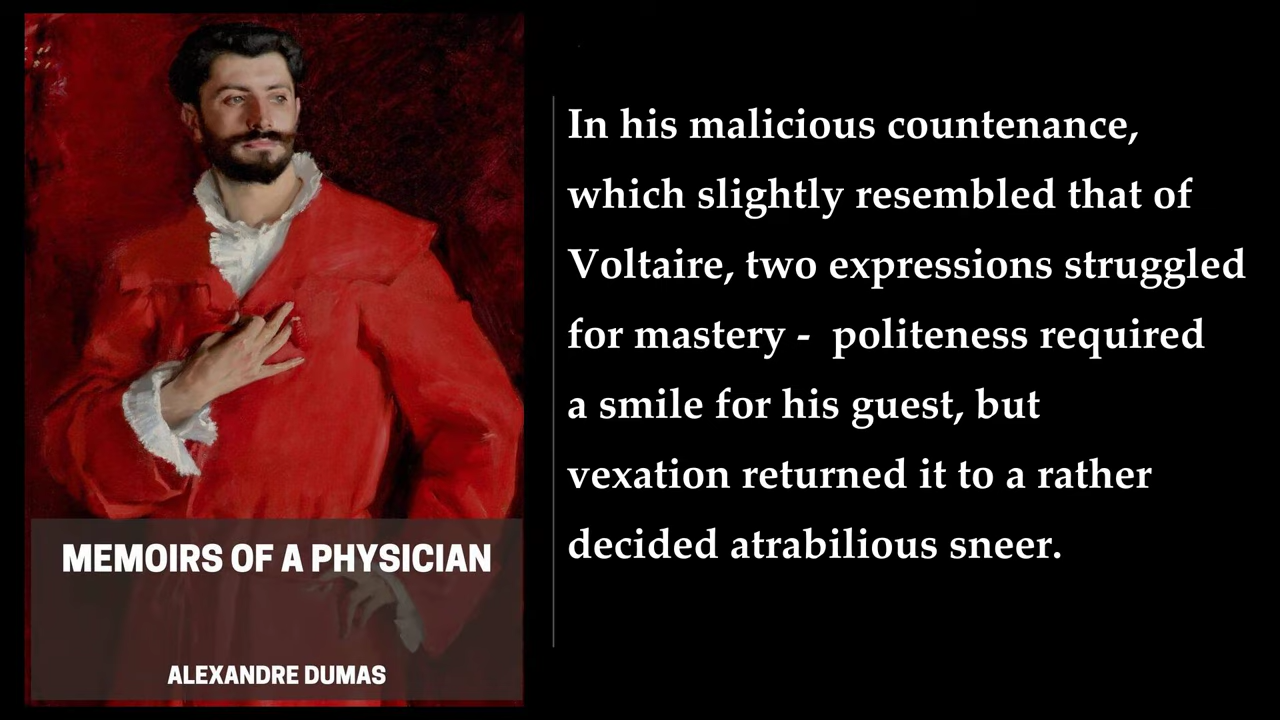 MEMOIRS OF A PHYSICIAN
ALEXANDRE DUMAS
In his malicious countenance,
which slightly resembled that of
Voltaire, two expressions struggled
for mastery -  politeness required
a smile for his guest, but
vexation returned it to a rather
decided atrabilious sneer.